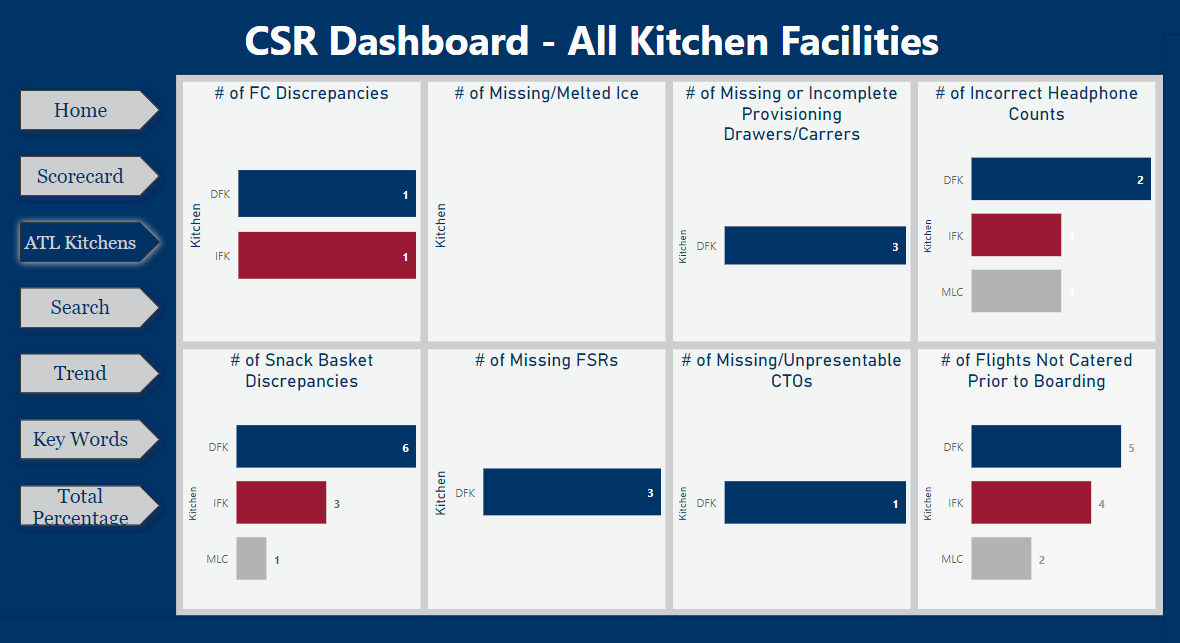 CSR Dashboard - All Kitchen Facilities
Home
Scorecard
ATL Kitchens
Search
Trend
Key Words
Total
Percentage
# of FC Discrepancies
Kitchen
DFK
1
IFK
1
# of Missing/Melted Ice
Kitchen
# of Missing or Incomplete
Provisioning
Drawers/Carrers
Kitchen
DFK
3
# of Incorrect Headphone
Counts
Kitchen
DFK
2
IFK
1
MLC
1
# of Snack Basket
Discrepancies
Kitchen
DFK
6
IFK
3
MLC
1
# of Missing FSRs
Kitchen
DFK
3
# of Missing/Unpresentable
CTOs
Kitchen
DFK
1
# of Flights Not Catered
Prior to Boarding
Kitchen
DFK
5
IFK
4
MLC
2